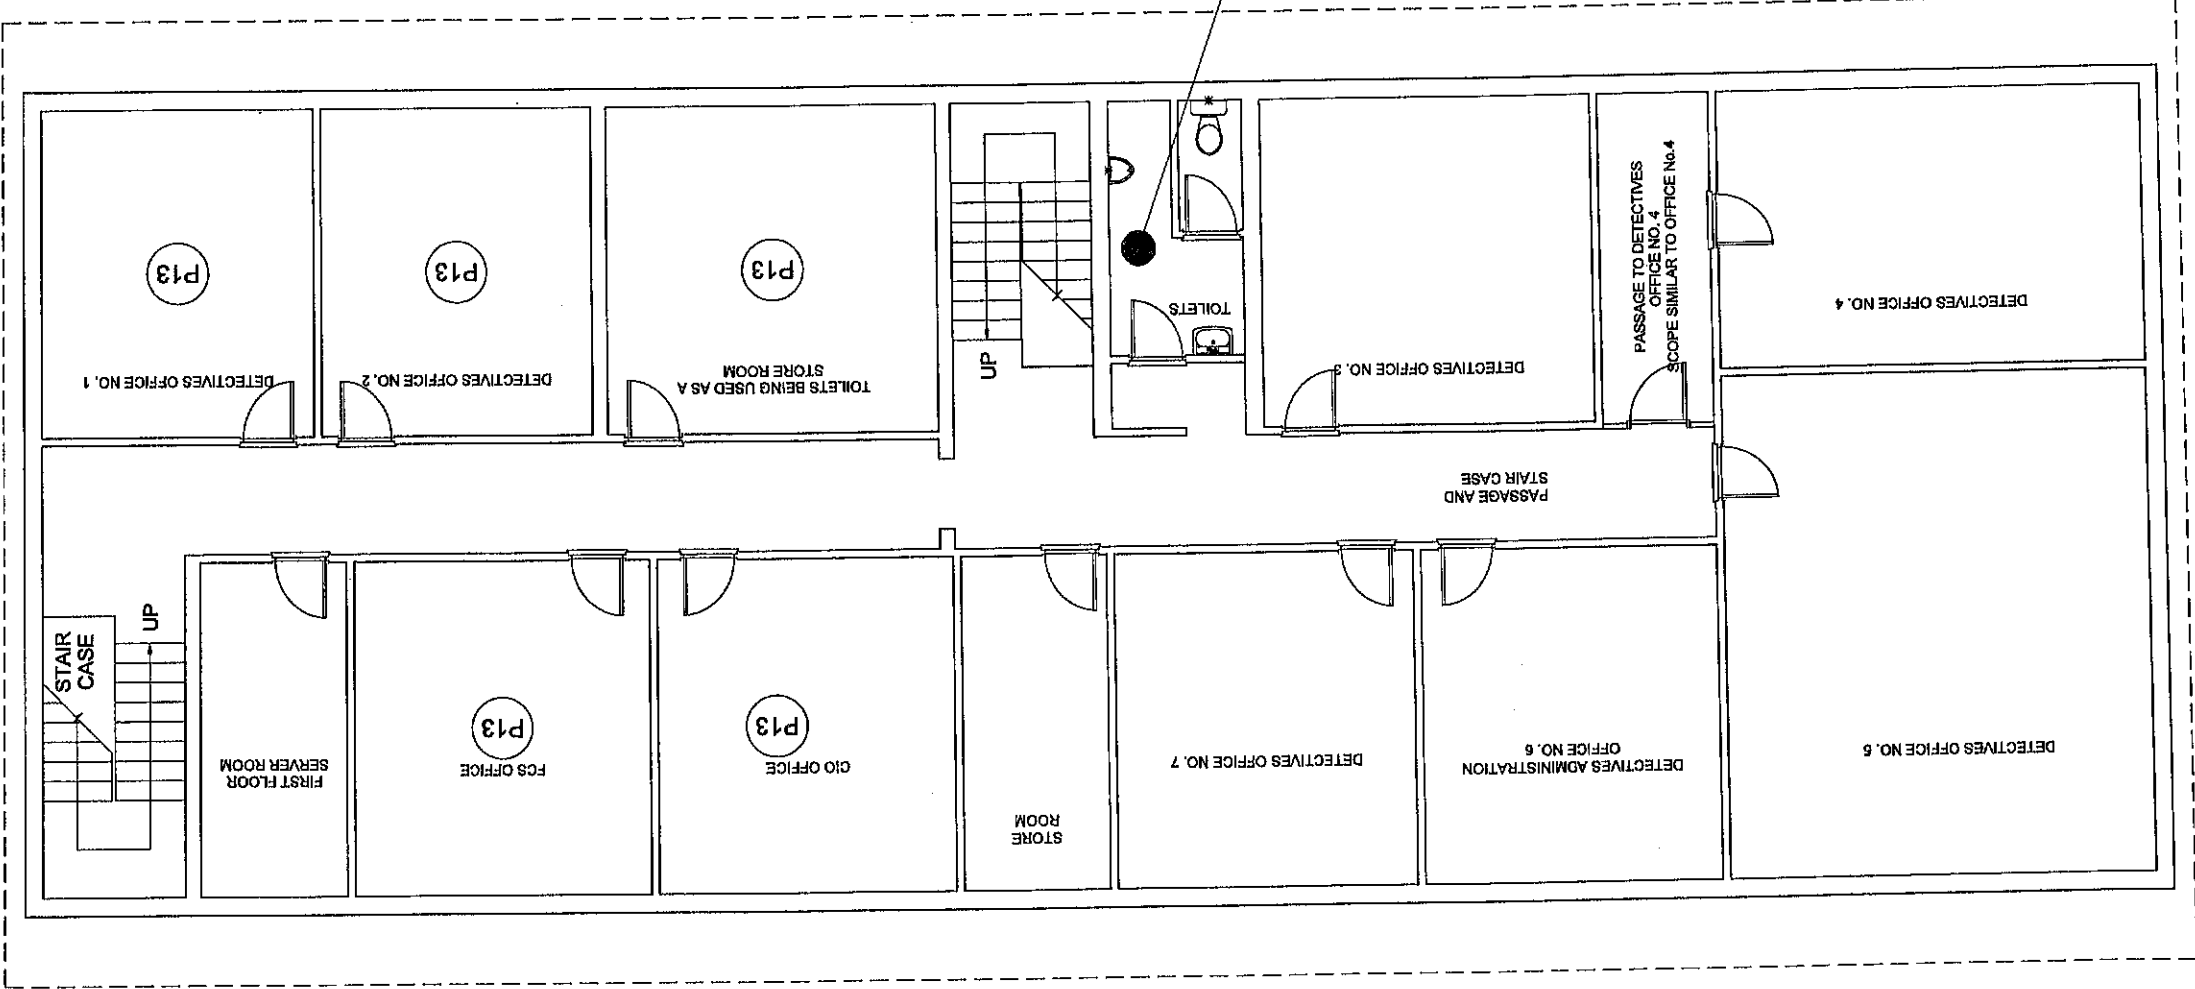 P13
DETECTIVES OFFICE NO. 1
P13
DETECTIVES OFFICE NO. 2
P13
TOILETS BEING USED AS A
STORE ROOM
UP
TOILETS
DETECTIVES OFFICE NO. 3
PASSAGE TO DETECTIVES
OFFICE NO. 4
SCOPE SIMILAR TO OFFICE No.4
DETECTIVES OFFICE NO. 4
PASSAGE AND
STAIR CASE
STAIR
CASE
UP
FIRST FLOOR
SERVER ROOM
P13
FCS OFFICE
P13
CIO OFFICE
STORE
ROOM
DETECTIVES OFFICE NO. 7
DETECTIVES ADMINISTRATION
OFFICE NO. 6
DETECTIVES OFFICE NO. 5